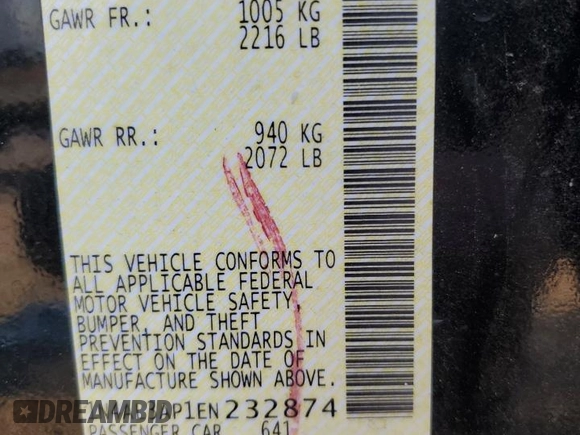 GAWR FR.: 1005 KG
2216 LB
GAWR RR.: 940 KG
2072 LB
THIS VEHICLE CONFORMS TO
ALL APPLICABLE FEDERAL
MOTOR VEHICLE SAFETY,
BUMPER, AND THEFT
PREVENTION STANDARDS IN
EFFECT ON THE DATE OF
MANUFACTURE SHOWN ABOVE.
232874
PASSENGER CAR 641
DREAMBID